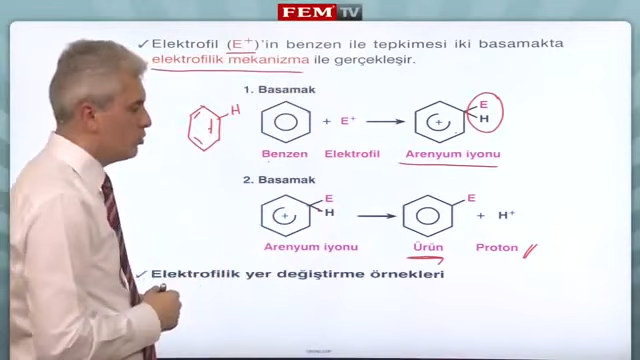 FEM TV
✓Elektrofil (E⁺)'in benzen ile tepkimesi iki basamakta
elektrofilik mekanizma ile gerçekleşir.
1. Basamak
H
+ E⁺
E
H
+
Benzen Elektrofil Arenyum iyonu
2. Basamak
E
H
+
E
+ H⁺
Arenyum iyonu Ürün Proton
✓Elektrofilik yer değiştirme örnekleri